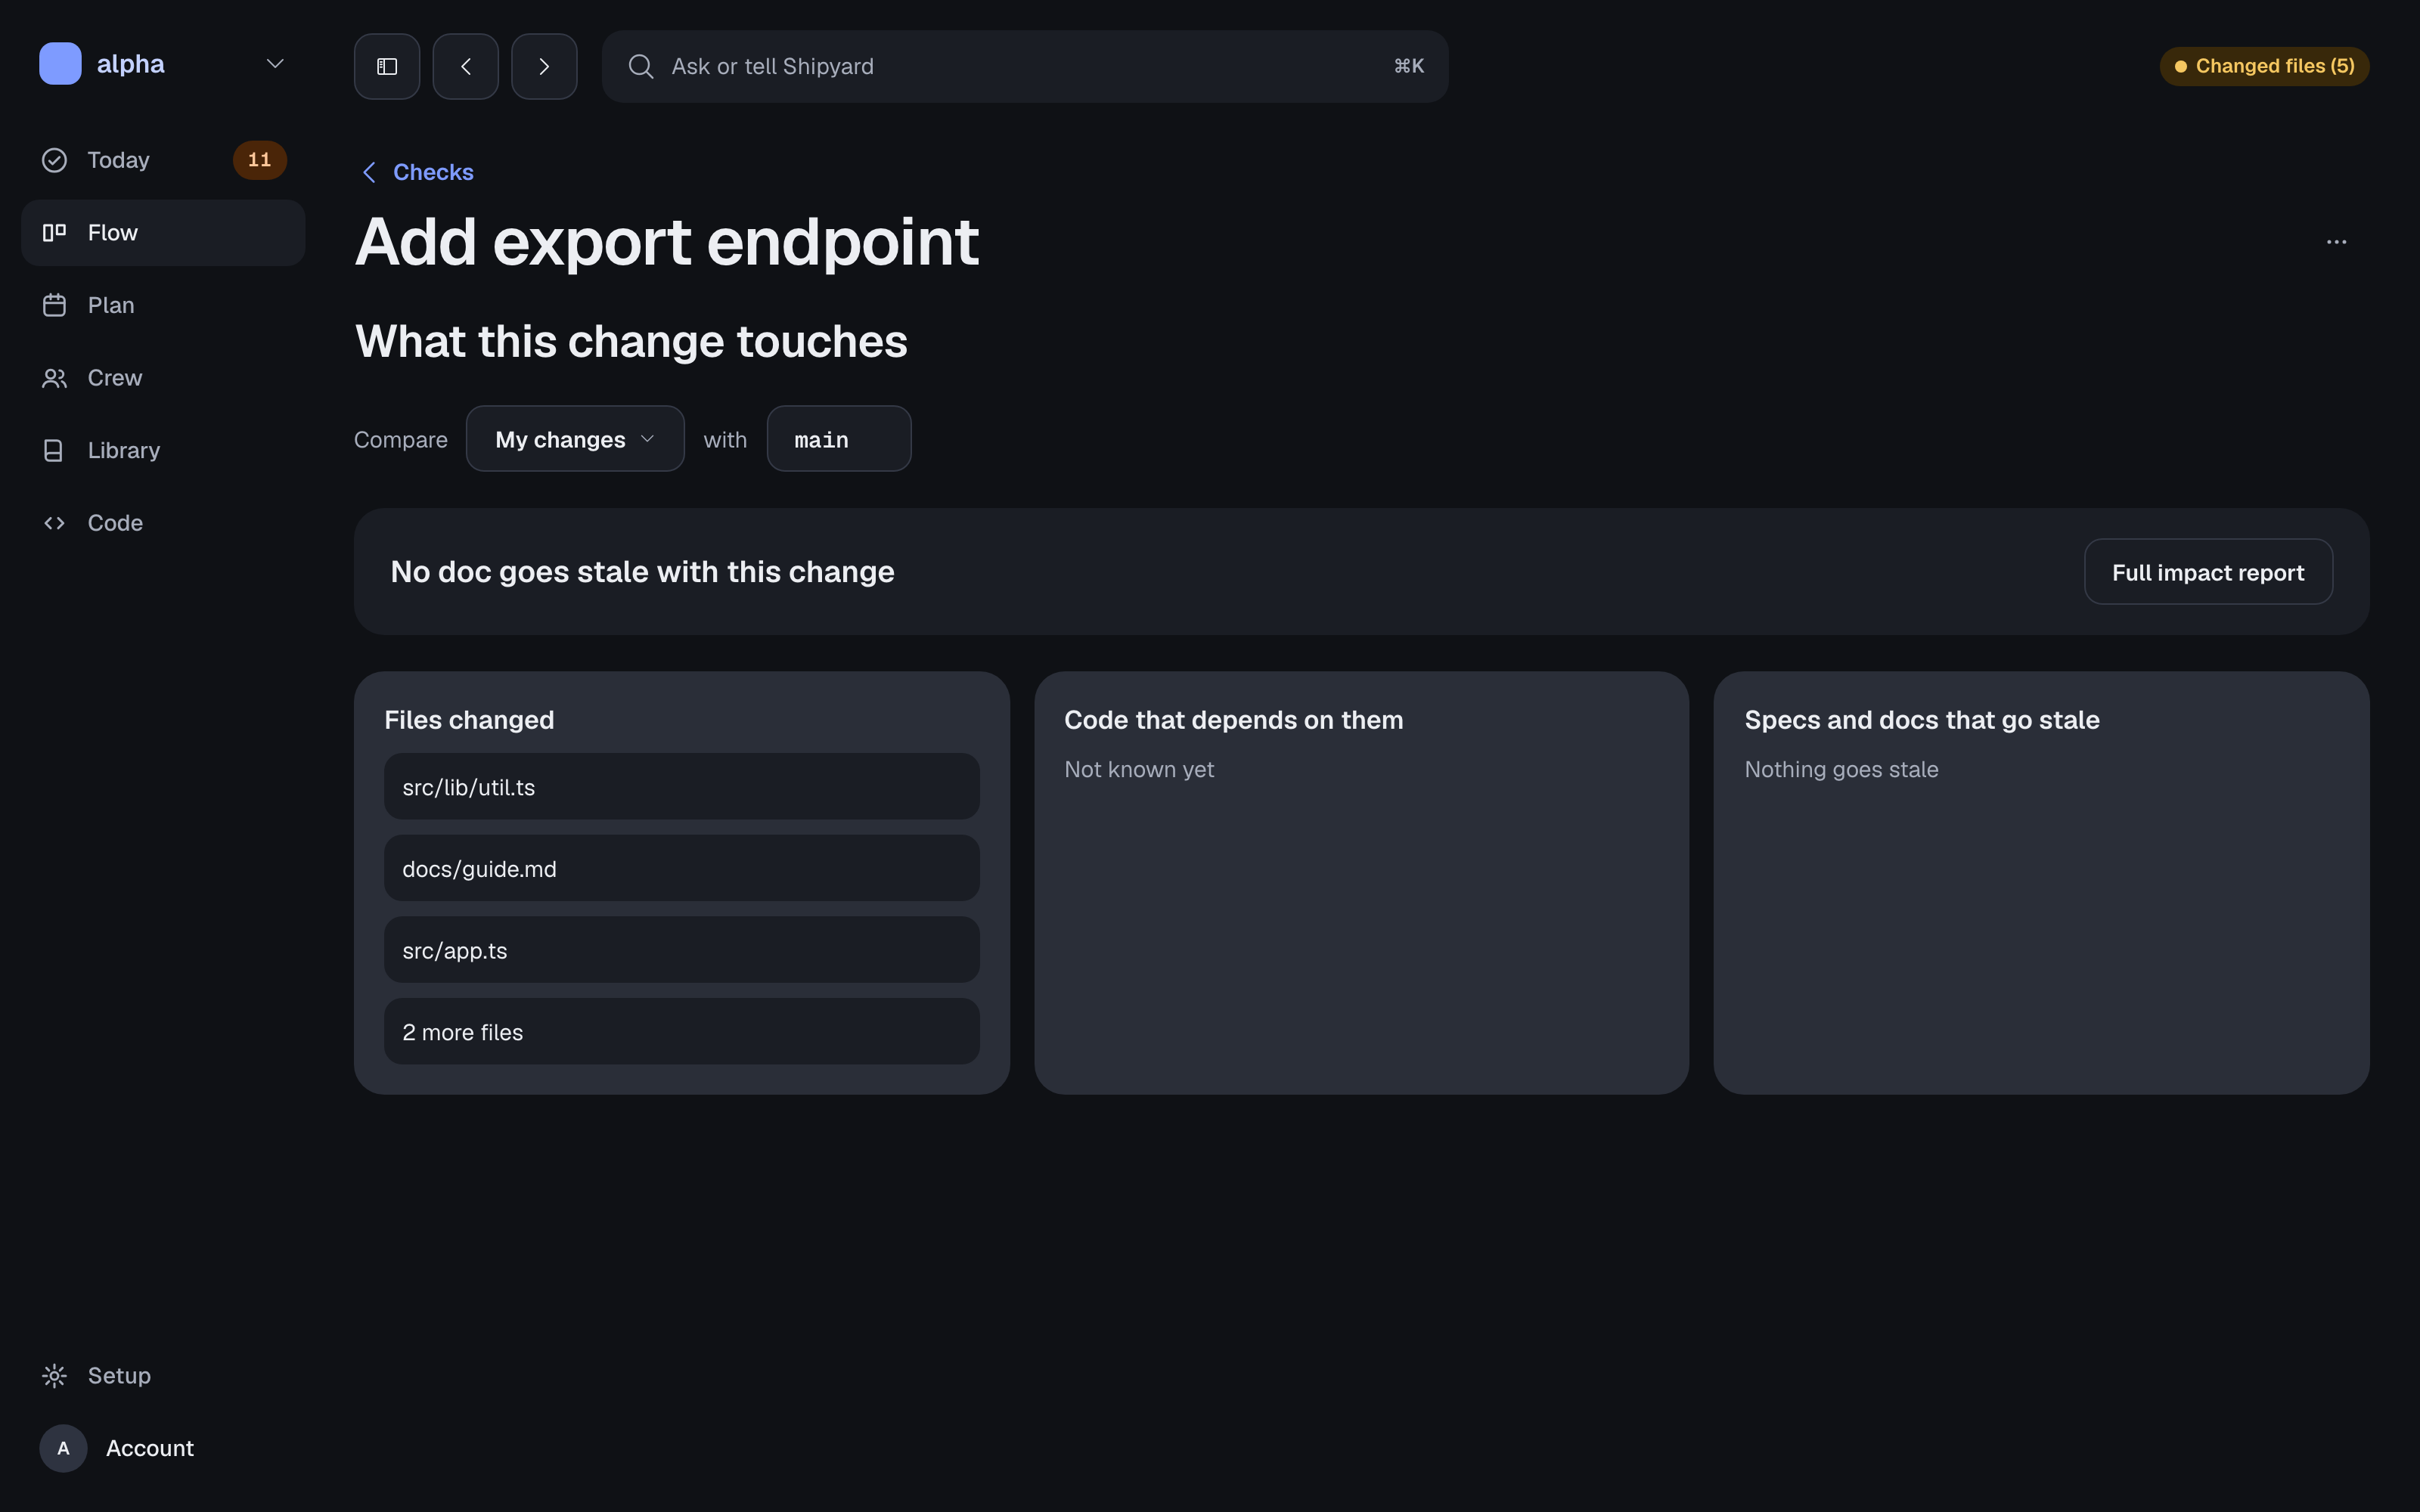 alpha
Ask or tell Shipyard ⌘K
Changed files (5)
Today 11
Flow
Plan
Crew
Library
Code
Setup
A Account
Checks
Add export endpoint
What this change touches
Compare My changes with main
No doc goes stale with this change
Full impact report
Files changed
src/lib/util.ts
docs/guide.md
src/app.ts
2 more files
Code that depends on them
Not known yet
Specs and docs that go stale
Nothing goes stale